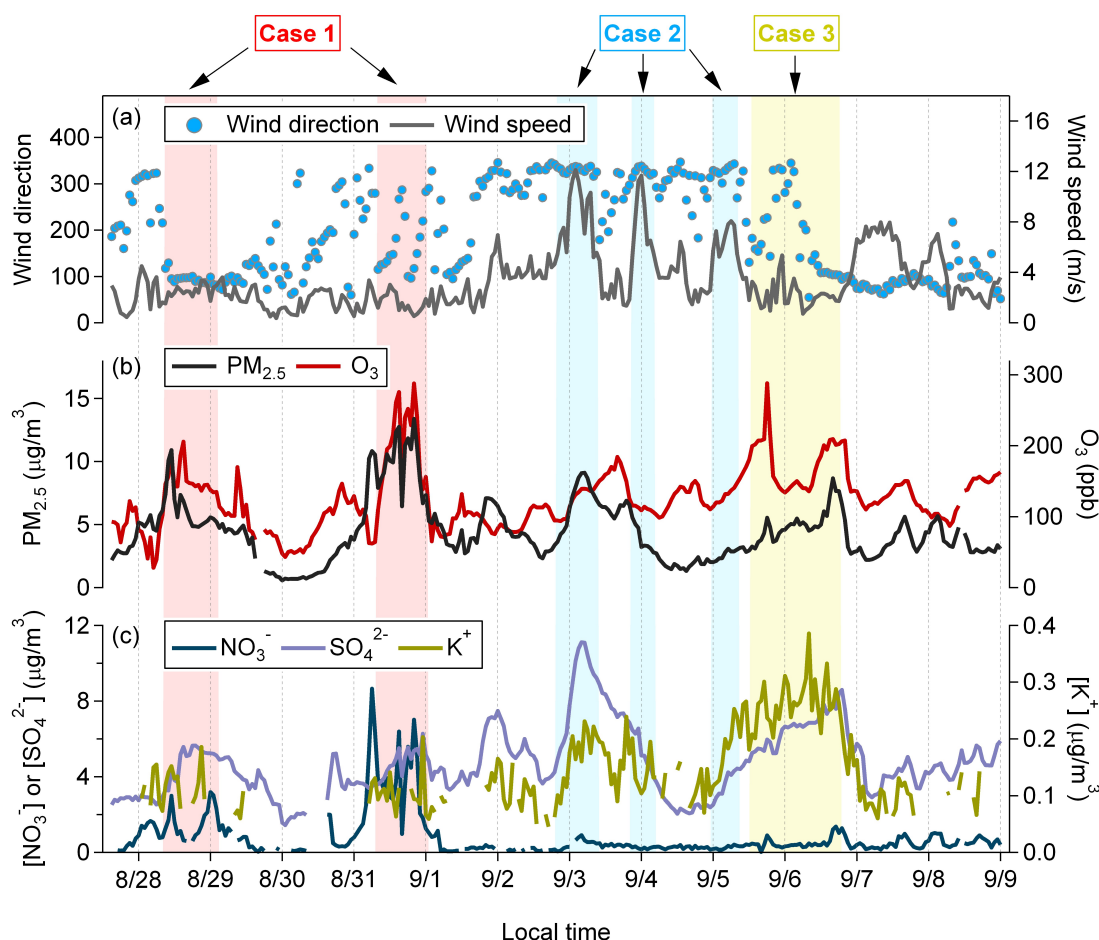 Case 1
Case 2
Case 3
(a)
Wind direction
Wind speed
400
300
200
100
0
Wind direction
16
12
8
4
0
Wind speed (m/s)
(b)
PM2.5
O3
15
10
5
0
PM2.5 (μg/m3)
300
200
100
0
O3 (ppb)
(c)
NO3-
SO42-
K+
12
8
4
0
[NO3-] or [SO42-] (μg/m3)
0.4
0.3
0.2
0.1
0.0
[K+] (μg/m3)
8/28 8/29 8/30 8/31 9/1 9/2 9/3 9/4 9/5 9/6 9/7 9/8 9/9
Local time